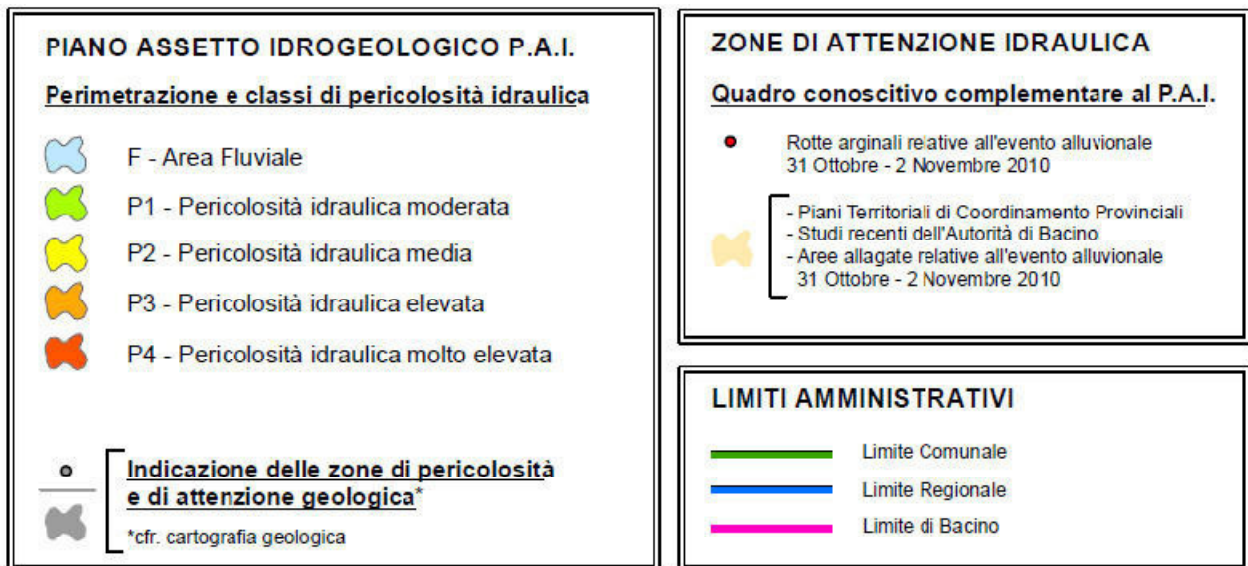 PIANO ASSETTO IDROGEOLOGICO P.A.I.
Perimetrazione e classi di pericolosità idraulica
F - Area Fluviale
P1 - Pericolosità idraulica moderata
P2 - Pericolosità idraulica media
P3 - Pericolosità idraulica elevata
P4 - Pericolosità idraulica molto elevata
Indicazione delle zone di pericolosità
e di attenzione geologica*
*cfr. cartografia geologica
ZONE DI ATTENZIONE IDRAULICA
Quadro conoscitivo complementare al P.A.I.
Rotte arginali relative all'evento alluvionale
31 Ottobre - 2 Novembre 2010
- Piani Territoriali di Coordinamento Provinciali
- Studi recenti dell'Autorità di Bacino
- Aree allagate relative all'evento alluvionale
31 Ottobre - 2 Novembre 2010
LIMITI AMMINISTRATIVI
Limite Comunale
Limite Regionale
Limite di Bacino